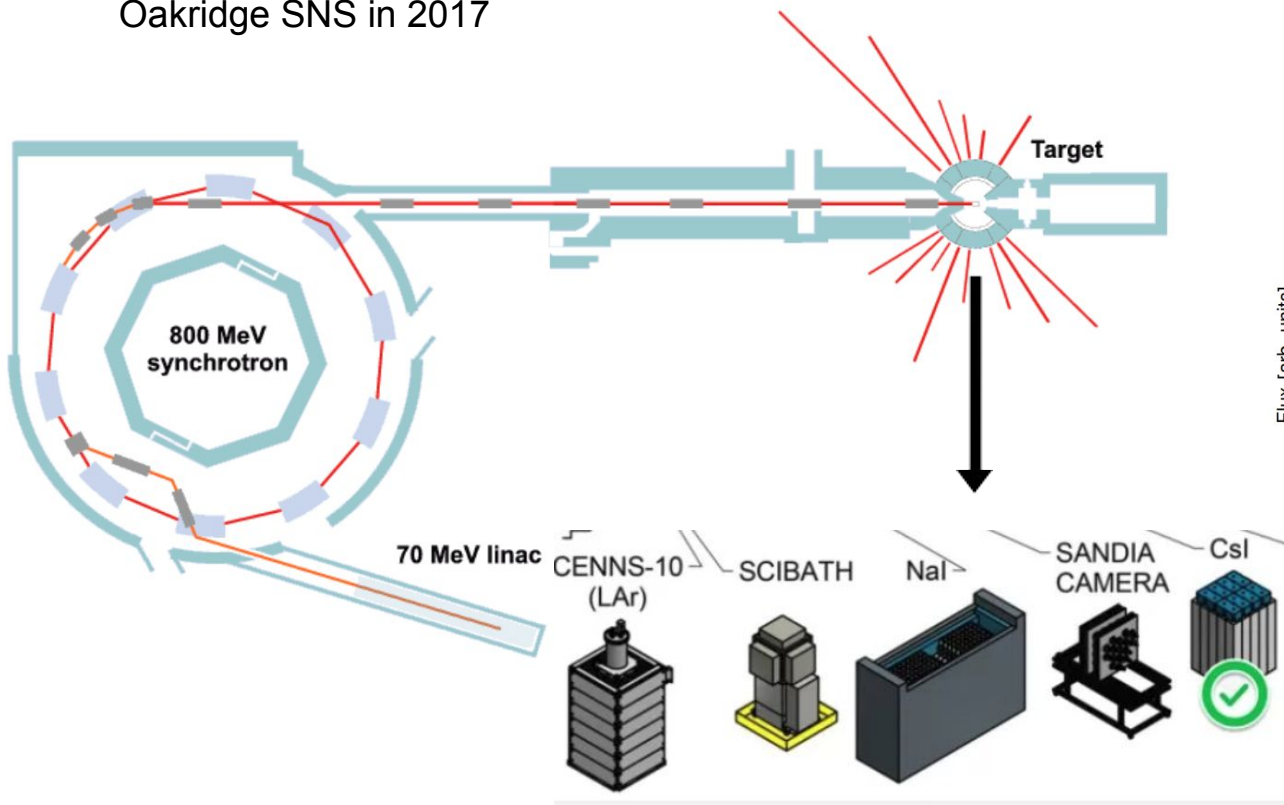 Oakridge SNS in 2017
Target
800 MeV
synchrotron
70 MeV linac
CENNS-10
(LAr)
SCIBATH
NaI
SANDIA
CAMERA
CsI